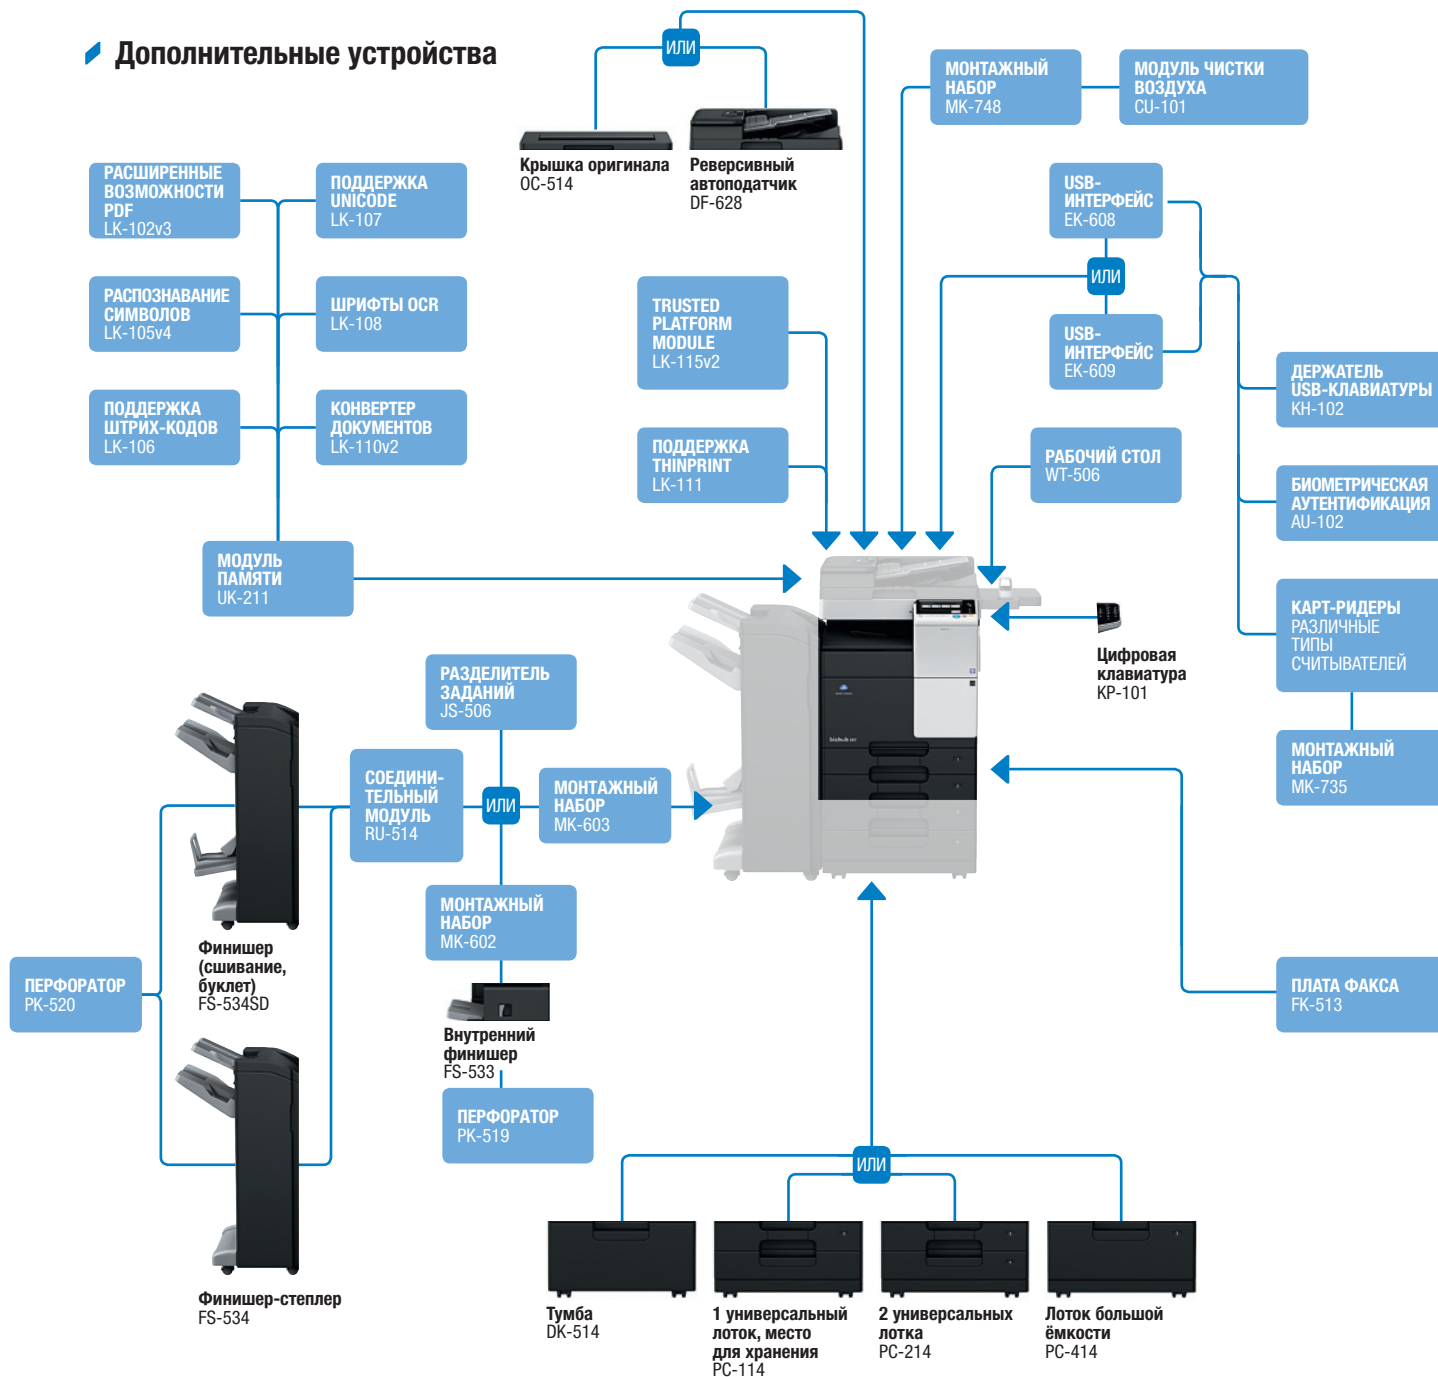 Дополнительные устройства
ИЛИ
Крышка оригинала
OC-514
Реверсивный
автоподатчик
DF-628
МОНТАЖНЫЙ
НАБОР
MK-748
МОДУЛЬ ЧИСТКИ
ВОЗДУХА
CU-101
РАСШИРЕННЫЕ
ВОЗМОЖНОСТИ
PDF
LK-102v3
ПОДДЕРЖКА
UNICODE
LK-107
РАСПОЗНАВАНИЕ
СИМВОЛОВ
LK-105v4
ШРИФТЫ OCR
LK-108
ПОДДЕРЖКА
ШТРИХ-КОДОВ
LK-106
КОНВЕРТЕР
ДОКУМЕНТОВ
LK-110v2
МОДУЛЬ
ПАМЯТИ
UK-211
TRUSTED
PLATFORM
MODULE
LK-115v2
ПОДДЕРЖКА
THINPRINT
LK-111
USB-
ИНТЕРФЕЙС
EK-608
ИЛИ
USB-
ИНТЕРФЕЙС
EK-609
РАБОЧИЙ СТОЛ
WT-506
ДЕРЖАТЕЛЬ
USB-КЛАВИАТУРЫ
KH-102
БИОМЕТРИЧЕСКАЯ
АУТЕНТИФИКАЦИЯ
AU-102
КАРТ-РИДЕРЫ
РАЗЛИЧНЫЕ
ТИПЫ
СЧИТЫВАТЕЛЕЙ
МОНТАЖНЫЙ
НАБОР
MK-735
Цифровая
клавиатура
KP-101
РАЗДЕЛИТЕЛЬ
ЗАДАНИЙ
JS-506
СОЕДИНИ-
ТЕЛЬНЫЙ
МОДУЛЬ
RU-514
ИЛИ
МОНТАЖНЫЙ
НАБОР
MK-603
МОНТАЖНЫЙ
НАБОР
MK-602
Внутренний
финишер
FS-533
ПЕРФОРАТОР
PK-519
ПЕРФОРАТОР
PK-520
Финишер
(сшивание,
буклет)
FS-534SD
Финишер-степлер
FS-534
ПЛАТА ФАКСА
FK-513
ИЛИ
Тумба
DK-514
1 универсальный
лоток, место
для хранения
PC-114
2 универсальных
лотка
PC-214
Лоток большой
ёмкости
PC-414